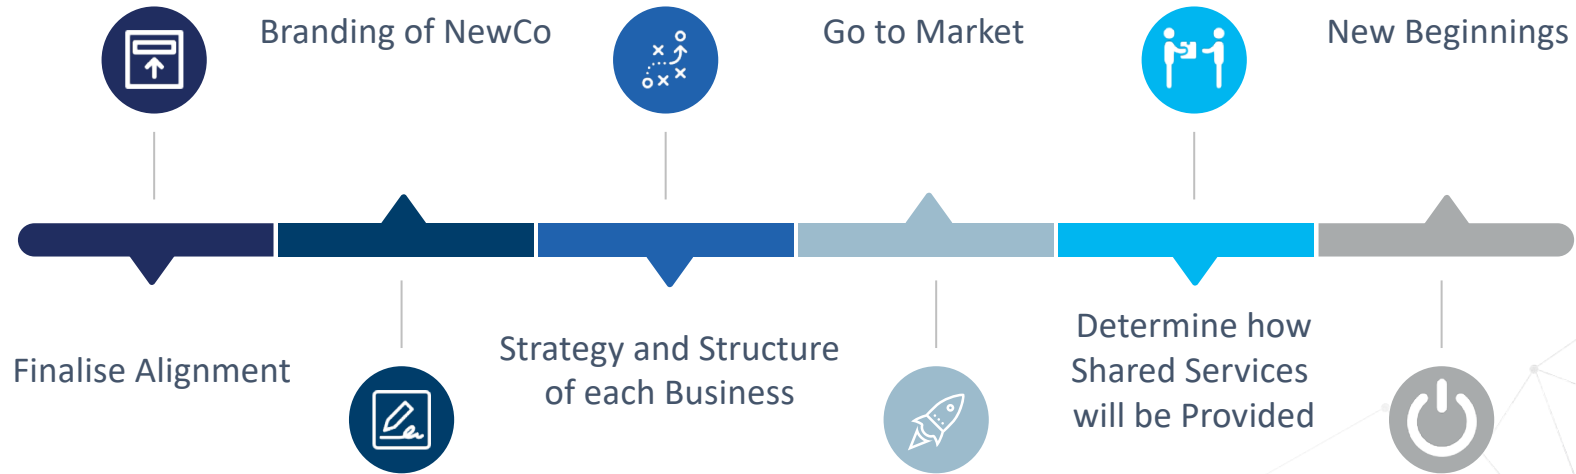 Branding of NewCo
Go to Market
New Beginnings
Finalise Alignment
Strategy and Structure
of each Business
Determine how
Shared Services
will be Provided